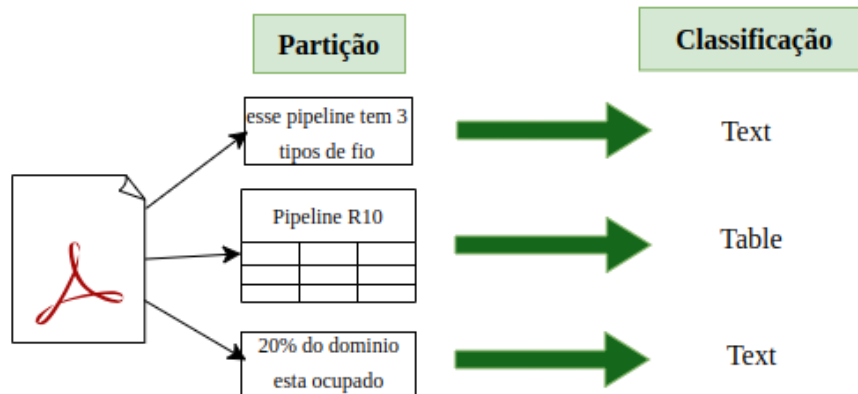 Partição
Classificação
esse pipeline tem 3
tipos de fio
Text
Pipeline R10
Table
20% do dominio
esta ocupado
Text